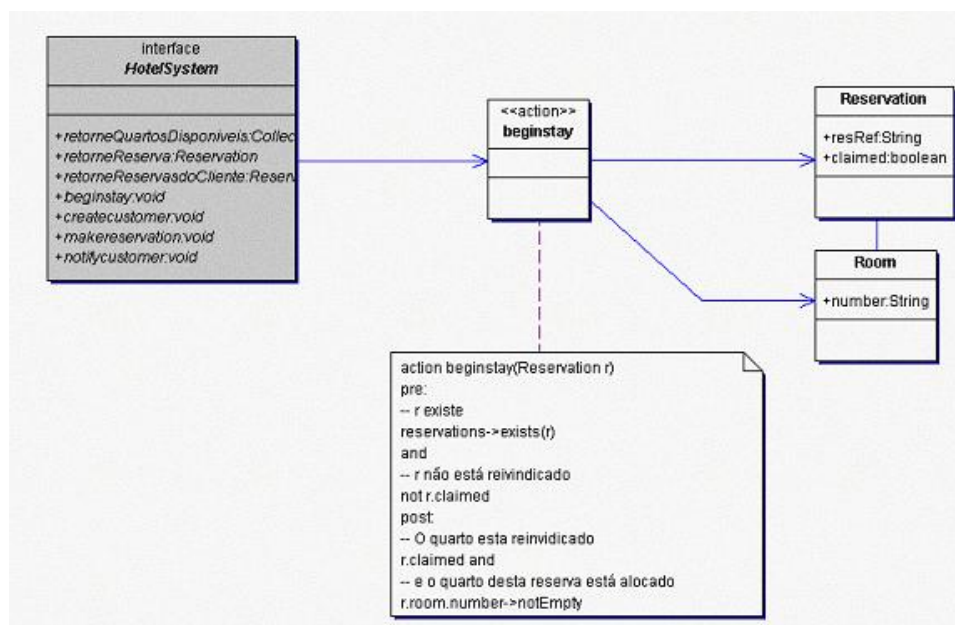 interface
HotelSystem
+retorneQuartosDisponiveis:Collec
+retorneReserva:Reservation
+retorneReservasdoCliente:Reser
+beginstay:void
+createcustomer:void
+makereservation:void
+notifycustomer:void
<<action>>
beginstay
Reservation
+resRef:String
+claimed:boolean
Room
+number:String
action beginstay(Reservation r)
pre:
-- r existe
reservations->exists(r)
and
-- r não está reivindicado
not r.claimed
post:
-- O quarto esta reinvidicado
r.claimed and
-- e o quarto desta reserva está alocado
r.room.number->notEmpty